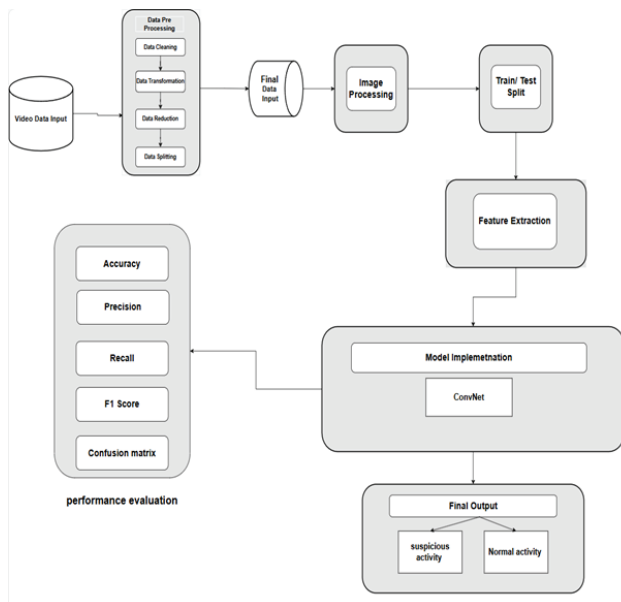 Video Data Input
Data Pre
Processing
Data Cleaning
Data Transformation
Data Reduction
Data Splitting
Final
Data
Input
Image
Processing
Train/ Test
Split
Feature Extraction
Model Implemetnation
ConvNet
Accuracy
Precision
Recall
F1 Score
Confusion matrix
performance evaluation
Final Output
suspicious
activity
Normal activity